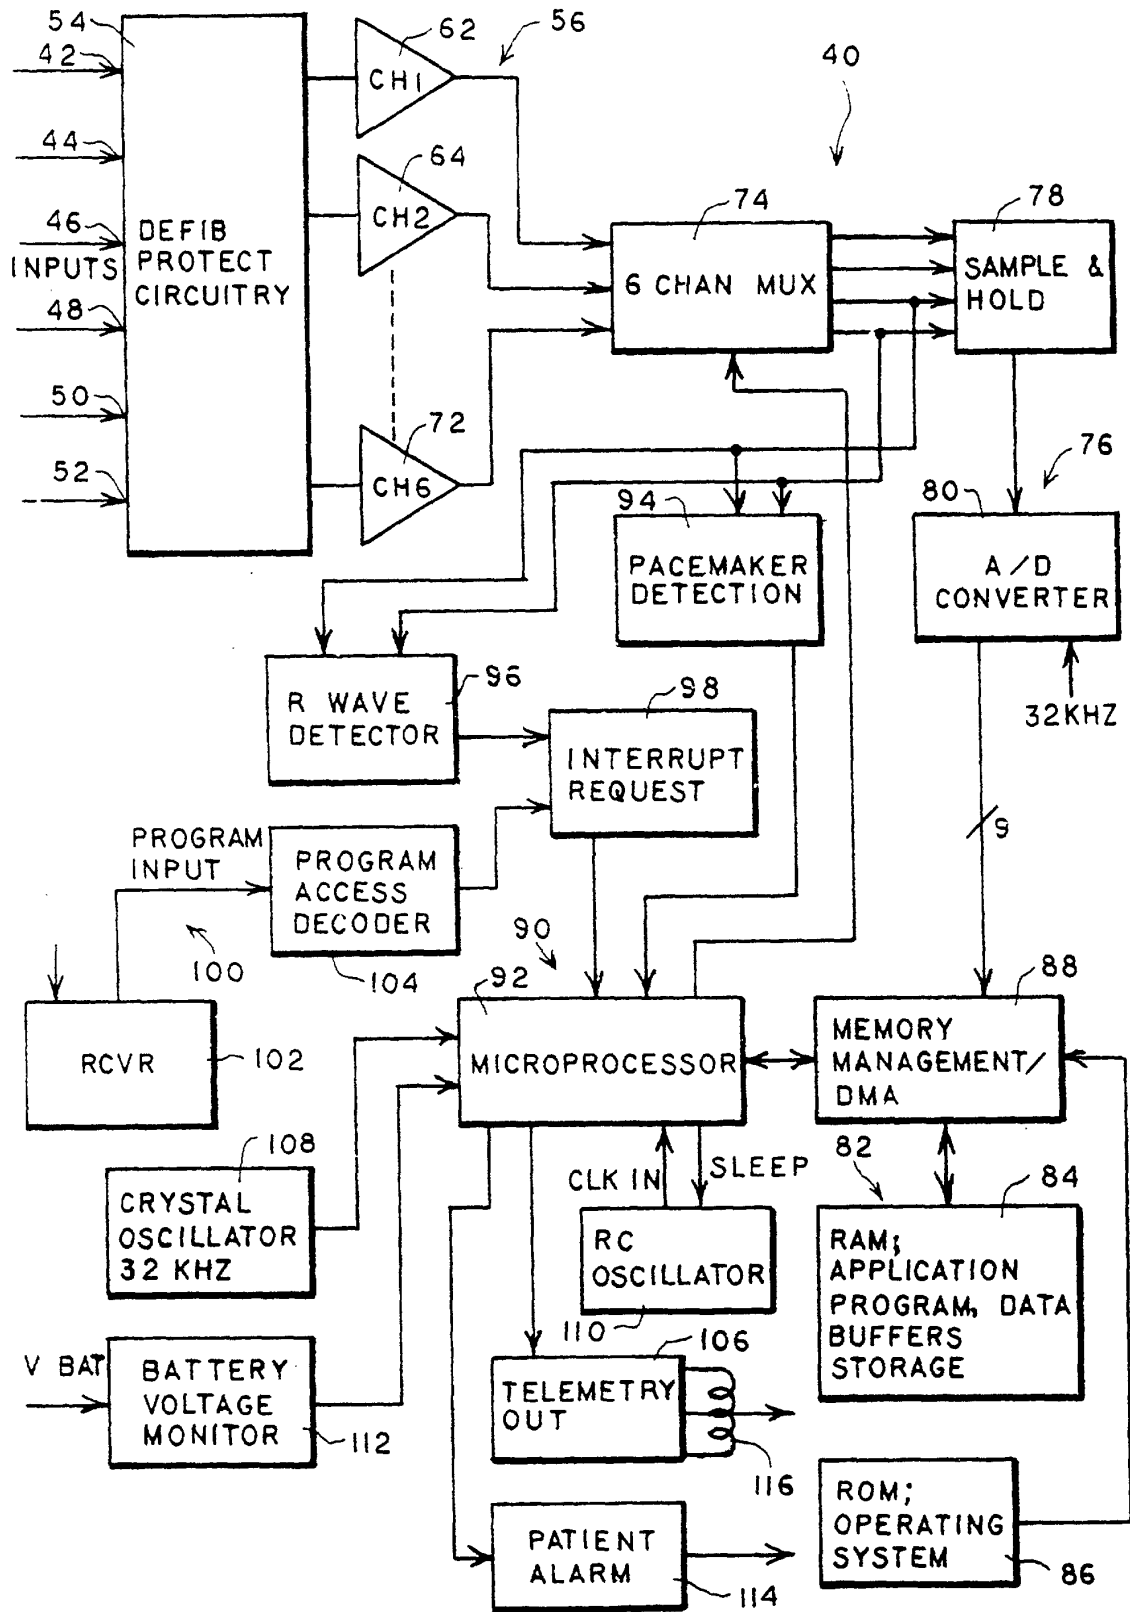 54
42
44
46
INPUTS
48
50
52
DEFIB
PROTECT
CIRCUITRY
62
CH1
56
64
CH2
72
CH6
40
74
6 CHAN MUX
78
SAMPLE &
HOLD
76
80
A/D
CONVERTER
32KHZ
9
94
PACEMAKER
DETECTION
96
R WAVE
DETECTOR
98
INTERRUPT
REQUEST
PROGRAM
INPUT
PROGRAM
ACCESS
DECODER
100
104
90
92
MICROPROCESSOR
88
MEMORY
MANAGEMENT/
DMA
RCVR
102
108
CRYSTAL
OSCILLATOR
32 KHZ
CLK IN
SLEEP
RC
OSCILLATOR
110
82
84
RAM;
APPLICATION
PROGRAM, DATA
BUFFERS
STORAGE
V BAT
BATTERY
VOLTAGE
MONITOR
112
106
TELEMETRY
OUT
116
PATIENT
ALARM
114
ROM;
OPERATING
SYSTEM
86